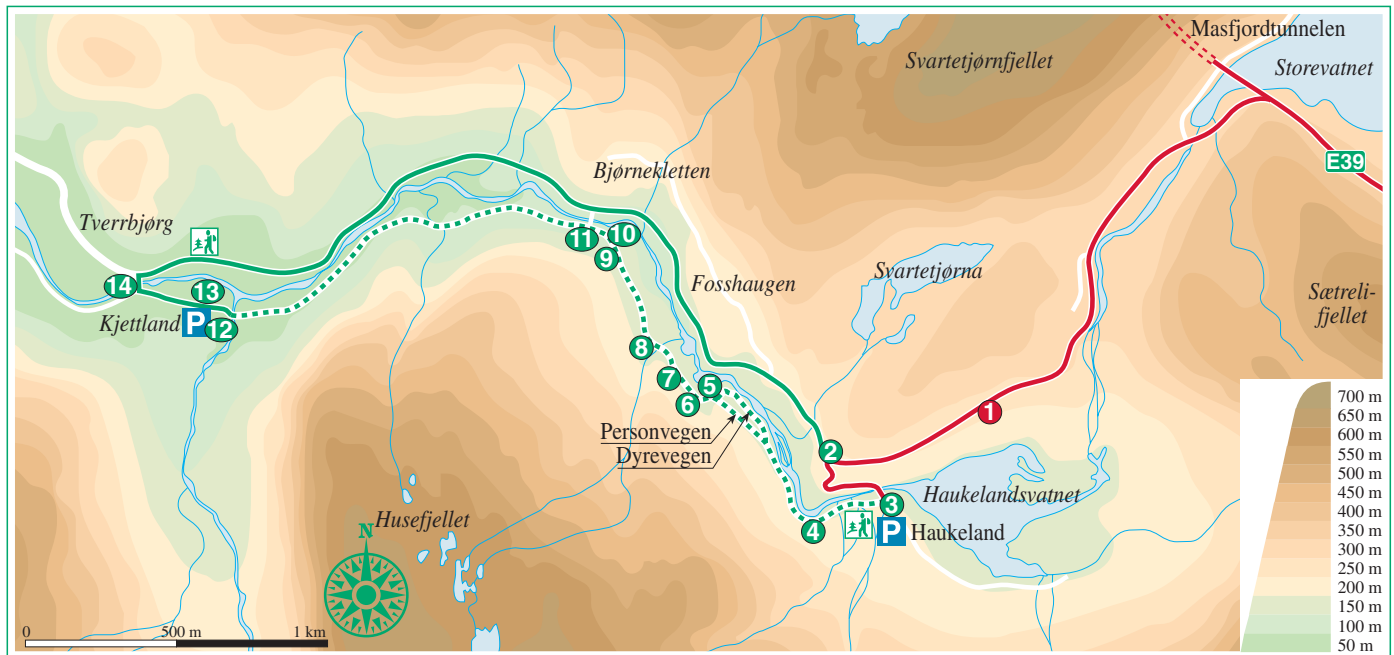 Masfjordtunnelen
Svartetjørnfjellet
Storevatnet
E39
Bjørnekletten
Tverrbjørg
10
11
9
Svartetjørna
14
13
Fosshaugen
Sætreli-
fjellet
Kjettland
P
12
8
7
5
6
1
Personvegen
Dyrevegen
2
Haukelandsvatnet
3
Husefjellet
4
P
Haukeland
N
0
500 m
1 km
700 m
650 m
600 m
550 m
500 m
450 m
400 m
350 m
300 m
250 m
200 m
150 m
100 m
50 m